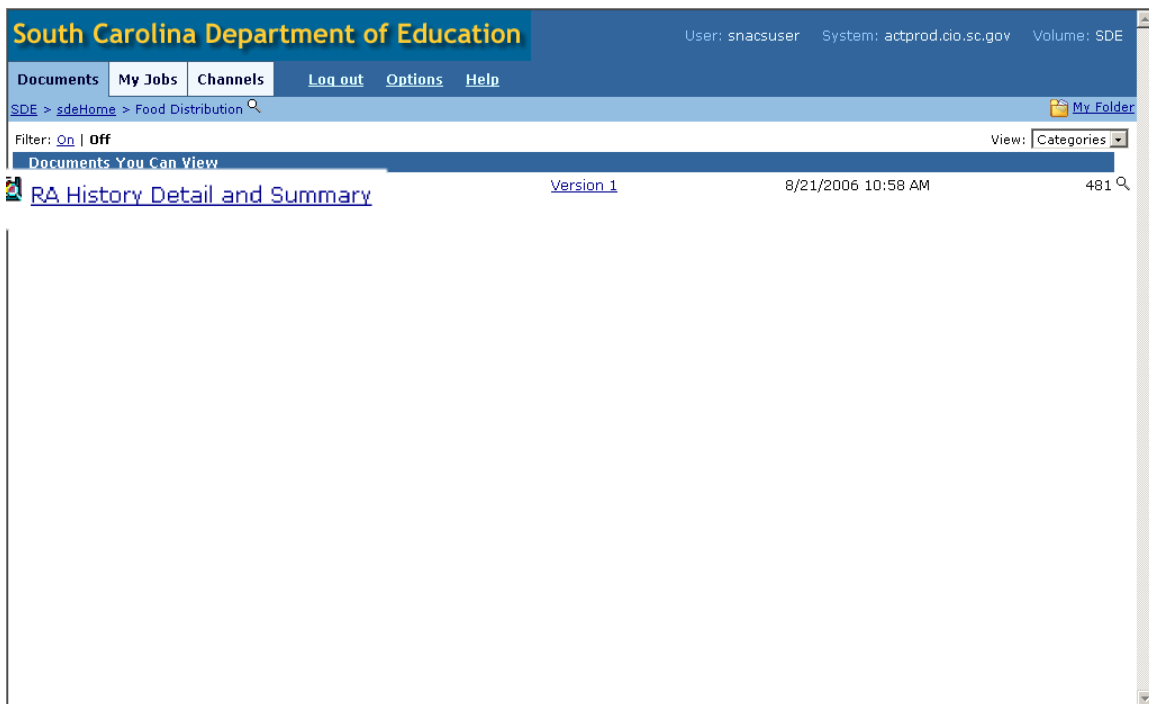 South Carolina Department of Education
User: snacsuser System: actprod.cio.sc.gov Volume: SDE
Documents My Jobs Channels Log out Options Help
SDE > sdeHome > Food Distribution My Folder
Filter: On | Off View: Categories
Documents You Can View
RA History Detail and Summary Version 1 8/21/2006 10:58 AM 481